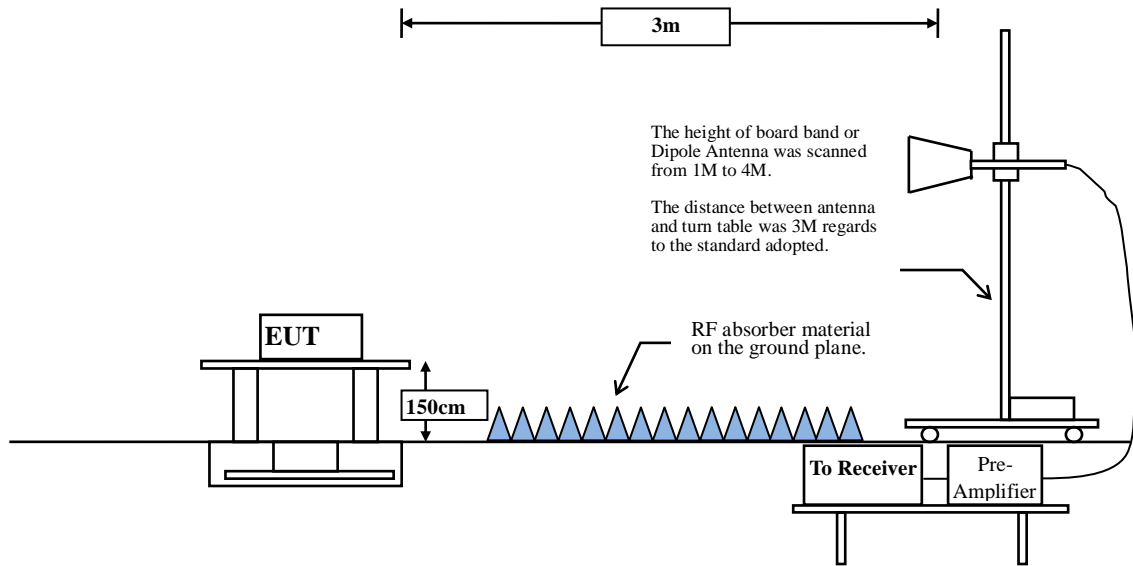 3m
The height of board band or
Dipole Antenna was scanned
from 1M to 4M.
The distance between antenna
and turn table was 3M regards
to the standard adopted.
EUT
RF absorber material
on the ground plane.
150cm
To Receiver
Pre-
Amplifier